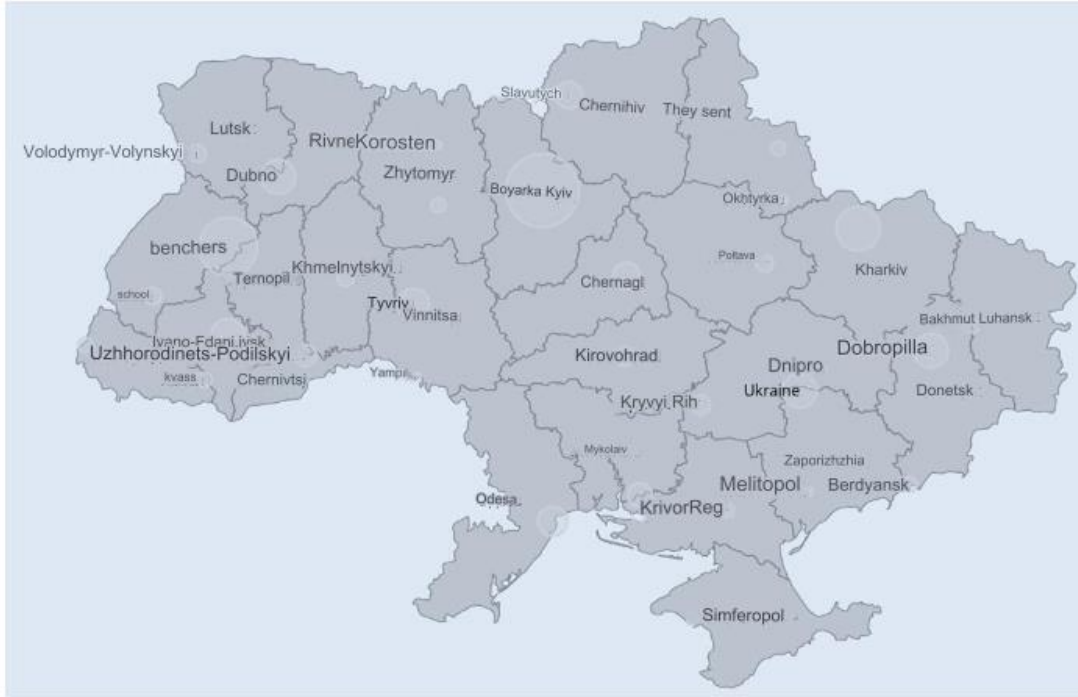 Slavutych
Chernihiv
They sent
Lutsk
RivneKorosten
Volodymyr-Volynskyi
Dubno
Zhytomyr
Boyarka Kyiv
Okhtyrka
benchers
Khmelnytskyi
Ternopil
Chernagl
Poltava
Kharkiv
school
Tyvriv
Vinnitsa
Bakhmut Luhansk
Uzhhorodinets-Podilskyi
Kirovohrad
Dobropilla
Dnipro
kvass
Chernivtsi
Yampil
Ukraine
Donetsk
Kryvyi Rih
Mykolaiv
Zaporizhzhia
Melitopol
Berdyansk
Odesa
KrivorReg
Simferopol